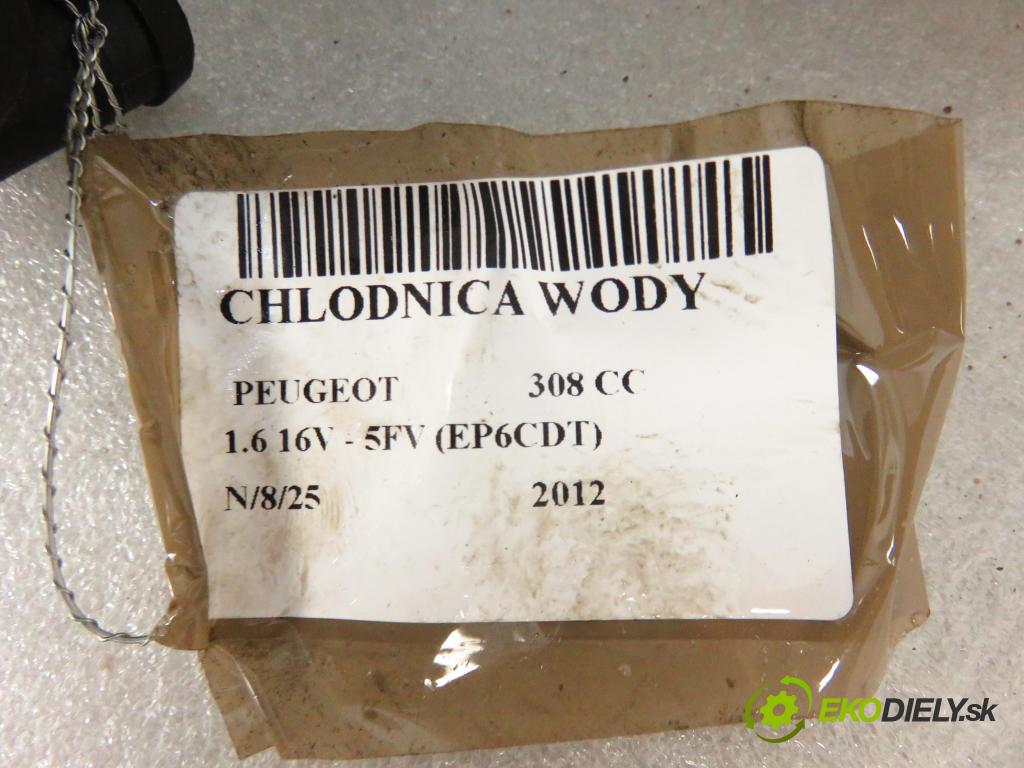 CHLODNICA WODY
PEUGEOT 308 CC
1.6 16V - 5FV (EP6CDT)
N/8/25 2012
EKODIELY.sk